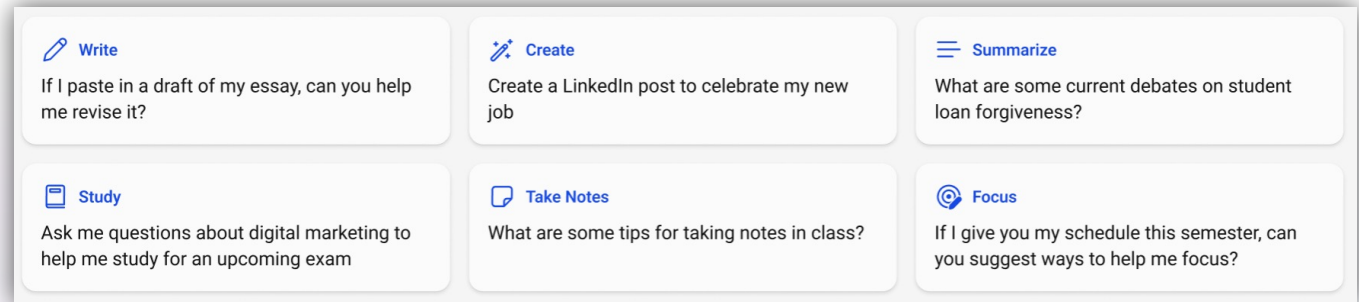 Write
If I paste in a draft of my essay, can you help
me revise it?
Create
Create a LinkedIn post to celebrate my new
job
Summarize
What are some current debates on student
loan forgiveness?
Study
Ask me questions about digital marketing to
help me study for an upcoming exam
Take Notes
What are some tips for taking notes in class?
Focus
If I give you my schedule this semester, can
you suggest ways to help me focus?